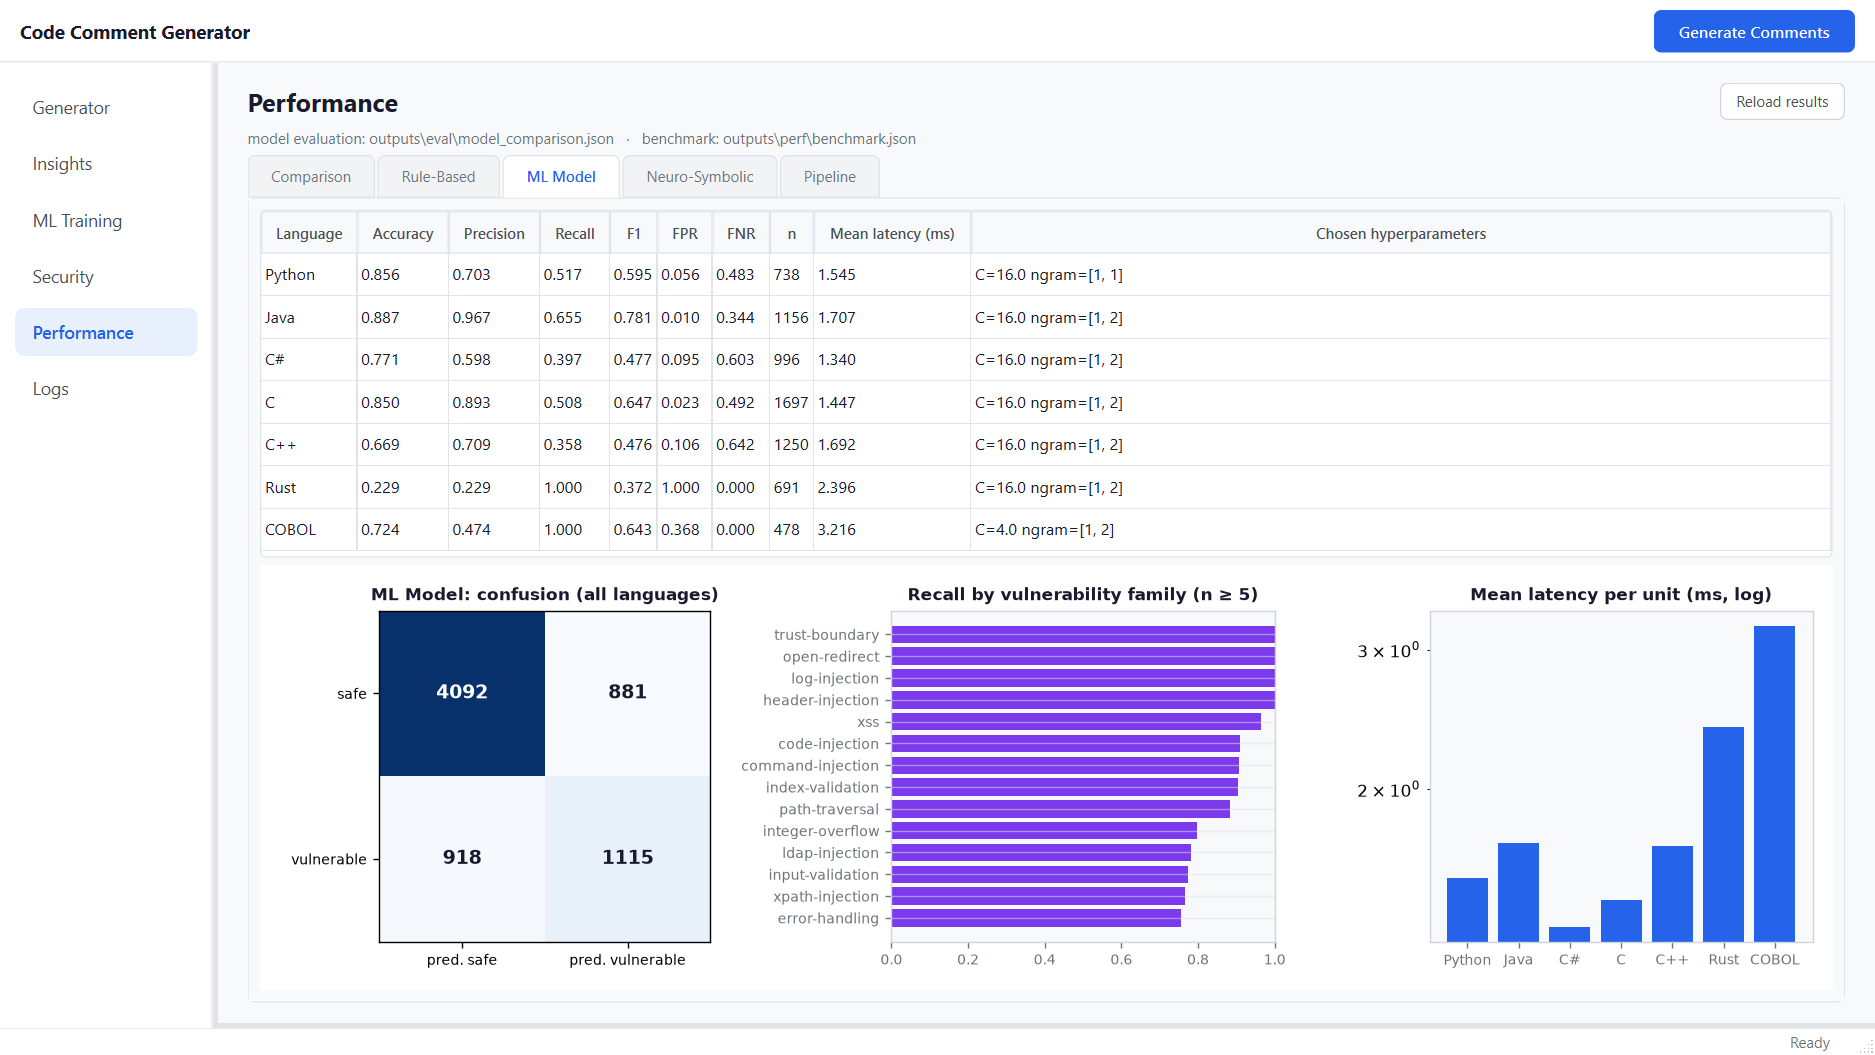 Code Comment Generator
Generate Comments
Generator
Insights
ML Training
Security
Performance
Logs
Performance
Reload results
model evaluation: outputs\eval\model_comparison.json · benchmark: outputs\perf\benchmark.json
Comparison Rule-Based ML Model Neuro-Symbolic Pipeline
Language Accuracy Precision Recall F1 FPR FNR n Mean latency (ms) Chosen hyperparameters
Python 0.856 0.703 0.517 0.595 0.056 0.483 738 1.545 C=16.0 ngram=[1, 1]
Java 0.887 0.967 0.655 0.781 0.010 0.344 1156 1.707 C=16.0 ngram=[1, 2]
C# 0.771 0.598 0.397 0.477 0.095 0.603 996 1.340 C=16.0 ngram=[1, 2]
C 0.850 0.893 0.508 0.647 0.023 0.492 1697 1.447 C=16.0 ngram=[1, 2]
C++ 0.669 0.709 0.358 0.476 0.106 0.642 1250 1.692 C=16.0 ngram=[1, 2]
Rust 0.229 0.229 1.000 0.372 1.000 0.000 691 2.396 C=16.0 ngram=[1, 2]
COBOL 0.724 0.474 1.000 0.643 0.368 0.000 478 3.216 C=4.0 ngram=[1, 2]
ML Model: confusion (all languages)
safe 4092 881
vulnerable 918 1115
pred. safe pred. vulnerable
Recall by vulnerability family (n ≥ 5)
trust-boundary
open-redirect
log-injection
header-injection
xss
code-injection
command-injection
index-validation
path-traversal
integer-overflow
ldap-injection
input-validation
xpath-injection
error-handling
0.0 0.2 0.4 0.6 0.8 1.0
Mean latency per unit (ms, log)
3 × 10⁰
2 × 10⁰
Python Java C# C C++ Rust COBOL
Ready